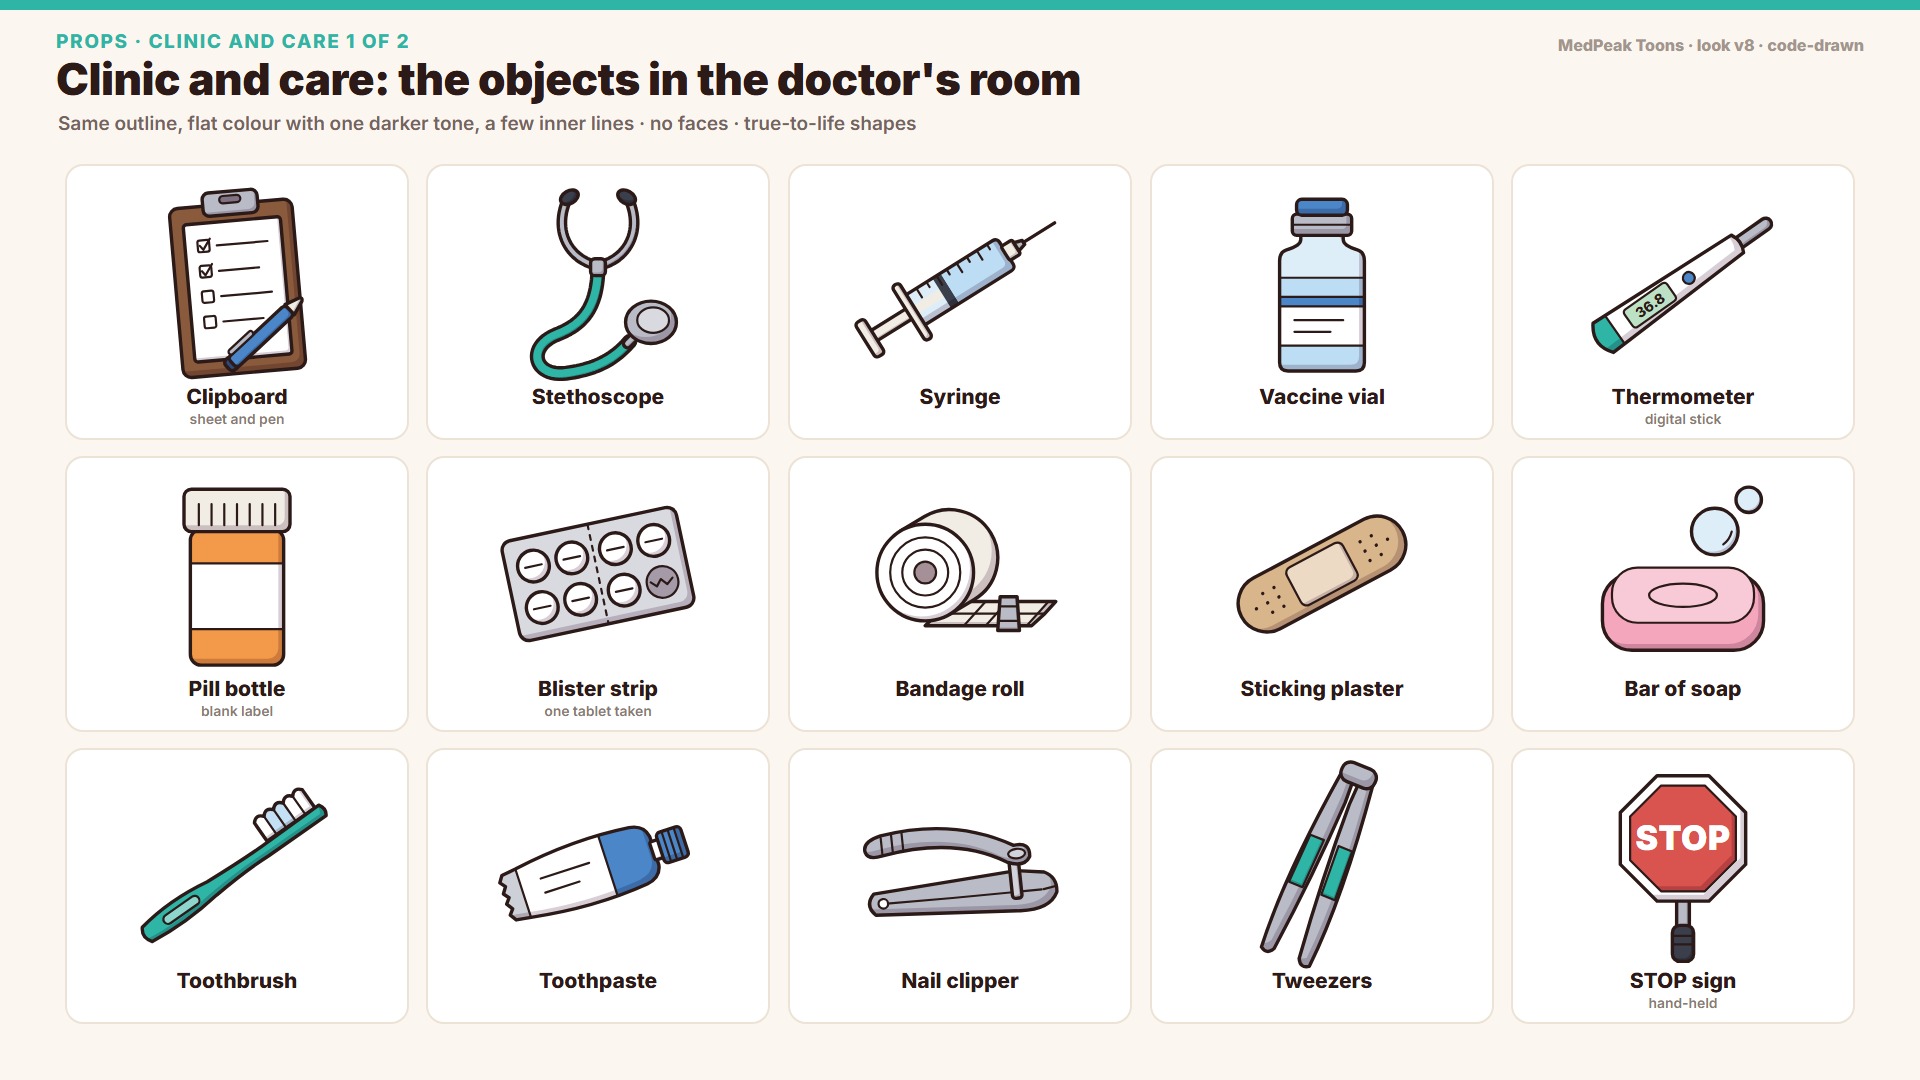 PROPS · CLINIC AND CARE 1 OF 2
MedPeak Toons · look v8 · code-drawn
Clinic and care: the objects in the doctor's room
Same outline, flat colour with one darker tone, a few inner lines · no faces · true-to-life shapes
36.8
Clipboard
sheet and pen
Stethoscope
Syringe
Vaccine vial
Thermometer
digital stick
Pill bottle
blank label
Blister strip
one tablet taken
Bandage roll
Sticking plaster
Bar of soap
STOP
Toothbrush
Toothpaste
Nail clipper
Tweezers
STOP sign
hand-held